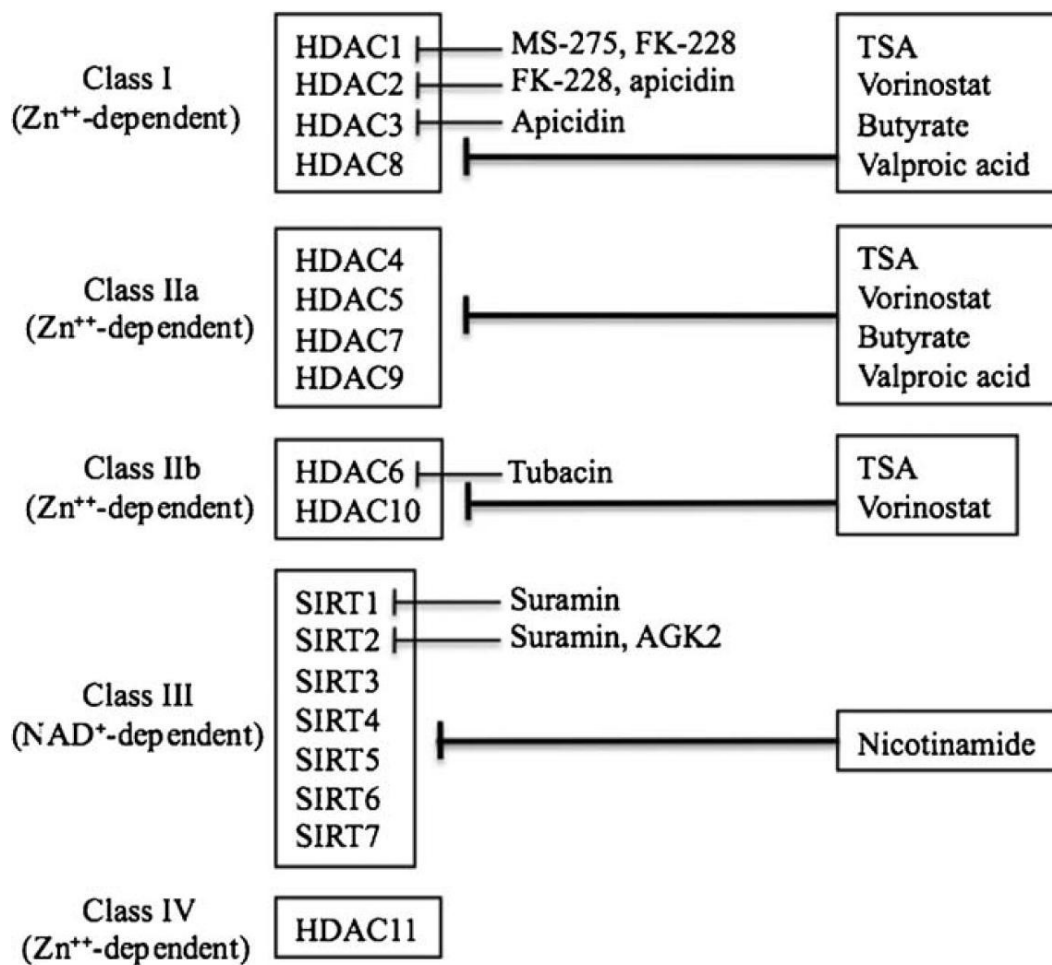 Class I
(Zn⁺⁺-dependent)
HDAC1
HDAC2
HDAC3
HDAC8
MS-275, FK-228
FK-228, apicidin
Apicidin
TSA
Vorinostat
Butyrate
Valproic acid
Class IIa
(Zn⁺⁺-dependent)
HDAC4
HDAC5
HDAC7
HDAC9
TSA
Vorinostat
Butyrate
Valproic acid
Class IIb
(Zn⁺⁺-dependent)
HDAC6
HDAC10
Tubacin
TSA
Vorinostat
Class III
(NAD⁺-dependent)
SIRT1
SIRT2
SIRT3
SIRT4
SIRT5
SIRT6
SIRT7
Suramin
Suramin, AGK2
Nicotinamide
Class IV
(Zn⁺⁺-dependent)
HDAC11